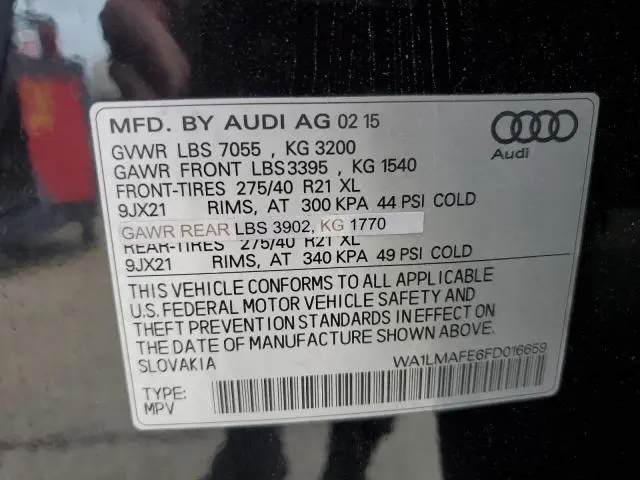 MFD. BY AUDI AG 02 15
GVWR LBS 7055 , KG 3200
GAWR FRONT LBS3395 , KG 1540
FRONT-TIRES 275/40 R21 XL
9JX21 RIMS, AT 300 KPA 44 PSI COLD
GAWR REAR LBS 3902, KG 1770
REAR-TIRES 275/40 R21 XL
9JX21 RIMS, AT 340 KPA 49 PSI COLD
THIS VEHICLE CONFORMS TO ALL APPLICABLE
U.S. FEDERAL MOTOR VEHICLE SAFETY AND
THEFT PREVENTION STANDARDS IN EFFECT
ON THE DATE OF MANUFACTURE SHOWN ABOVE
SLOVAKIA
WA1LMAFE6FD016659
TYPE:
MPV
Audi